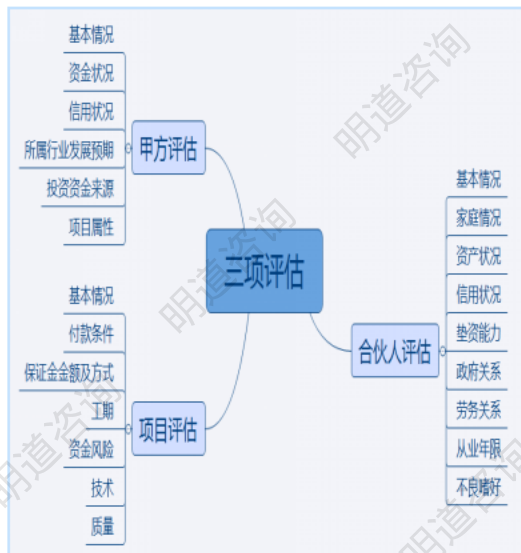 三项评估
甲方评估
基本情况
资金状况
信用状况
所属行业发展预期
投资资金来源
项目属性
项目评估
基本情况
付款条件
保证金金额及方式
工期
资金风险
技术
质量
合伙人评估
基本情况
家庭情况
资产状况
信用状况
垫资能力
政府关系
劳务关系
从业年限
不良嗜好
明道咨询
明道咨询
明道咨询
明道咨询